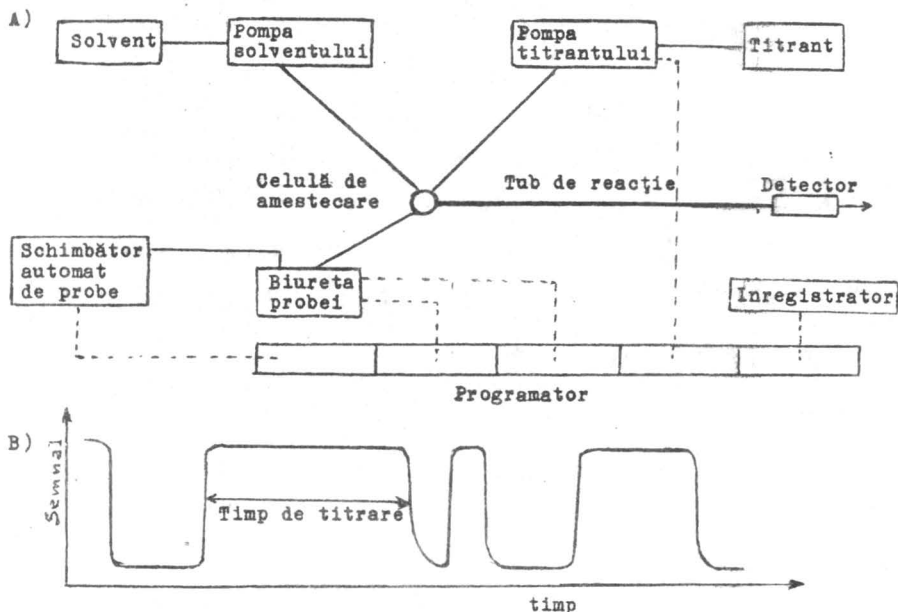 A)
Solvent
Pompa
solventului
Pompa
titrantului
Titrant
Celulă de
amestecare
Tub de reacţie
Detector
Schimbător
automat
de probe
Biureta
probei
Inregistrator
Programator
B)
Semnal
Timp de titrare
timp